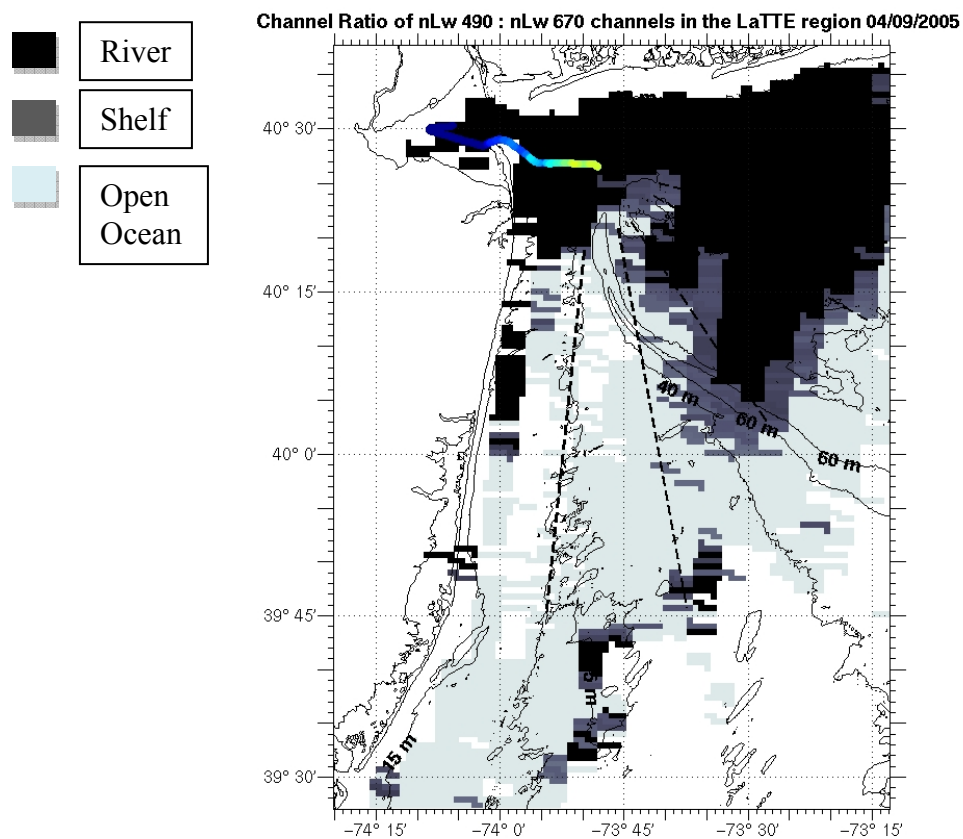 Channel Ratio of nLw 490 : nLw 670 channels in the LaTTE region 04/09/2005
River
Shelf
Open
Ocean
40° 30'
40° 15'
40° 0'
39° 45'
39° 30'
40 m
60 m
60 m
15 m
−74° 15'
−74° 0'
−73° 45'
−73° 30'
−73° 15'